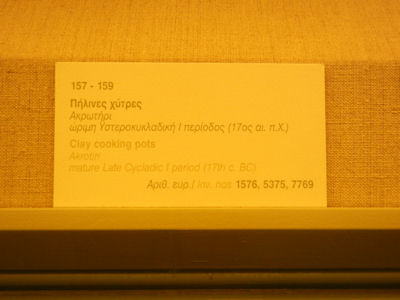 157 - 159
Πήλινες χύτρες
Ακρωτήρι
ώριμη Υστεροκυκλαδική Ι περίοδος (17ος αι. π.Χ.)
Clay cooking pots
Akrotiri
mature Late Cycladic I period (17th c. BC)
Αριθ. ευρ./ Inv. nos 1576, 5375, 7769